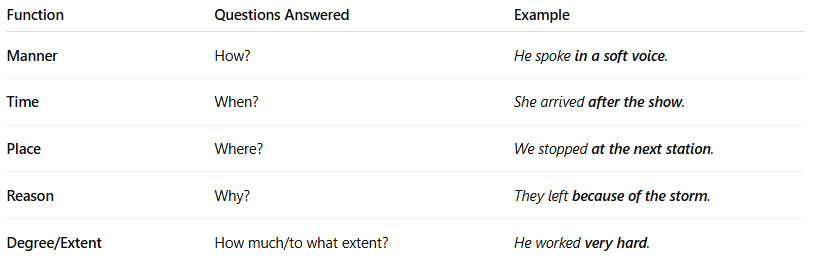 Function Questions Answered Example
Manner How? He spoke in a soft voice.
Time When? She arrived after the show.
Place Where? We stopped at the next station.
Reason Why? They left because of the storm.
Degree/Extent How much/to what extent? He worked very hard.